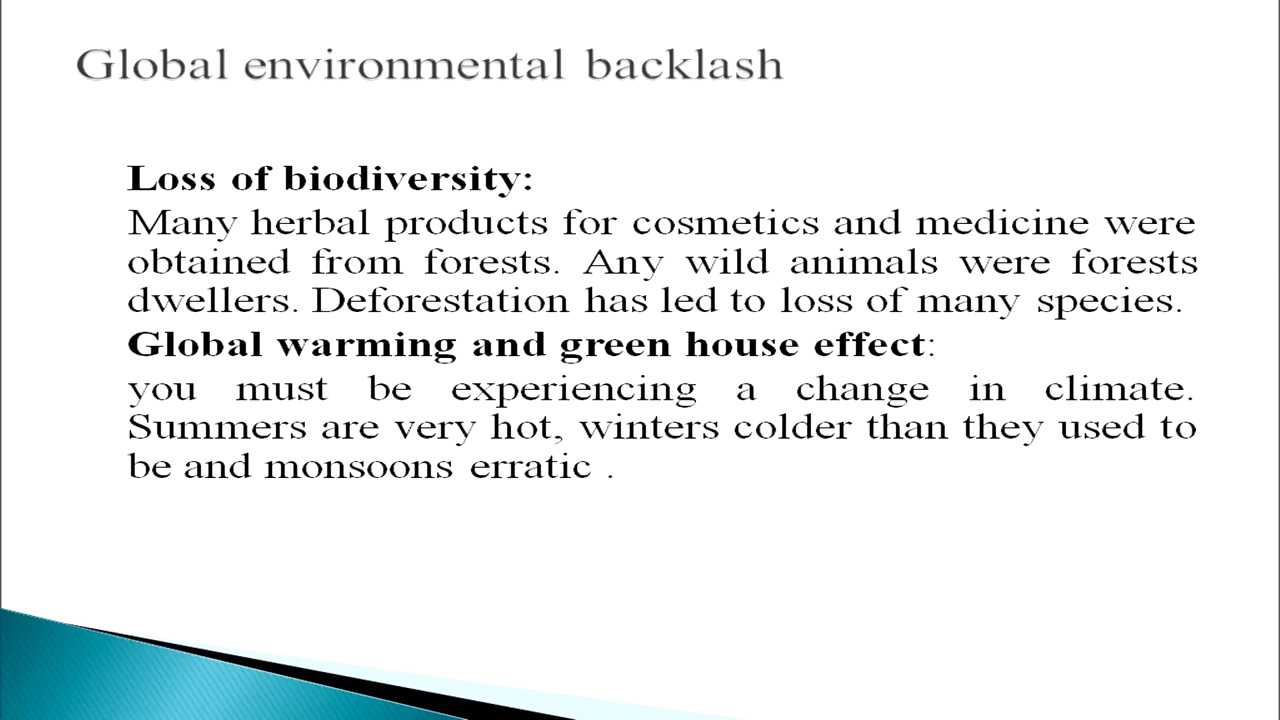 Global environmental backlash
Loss of biodiversity:
Many herbal products for cosmetics and medicine were
obtained from forests. Any wild animals were forests
dwellers. Deforestation has led to loss of many species.
Global warming and green house effect:
you must be experiencing a change in climate.
Summers are very hot, winters colder than they used to
be and monsoons erratic .